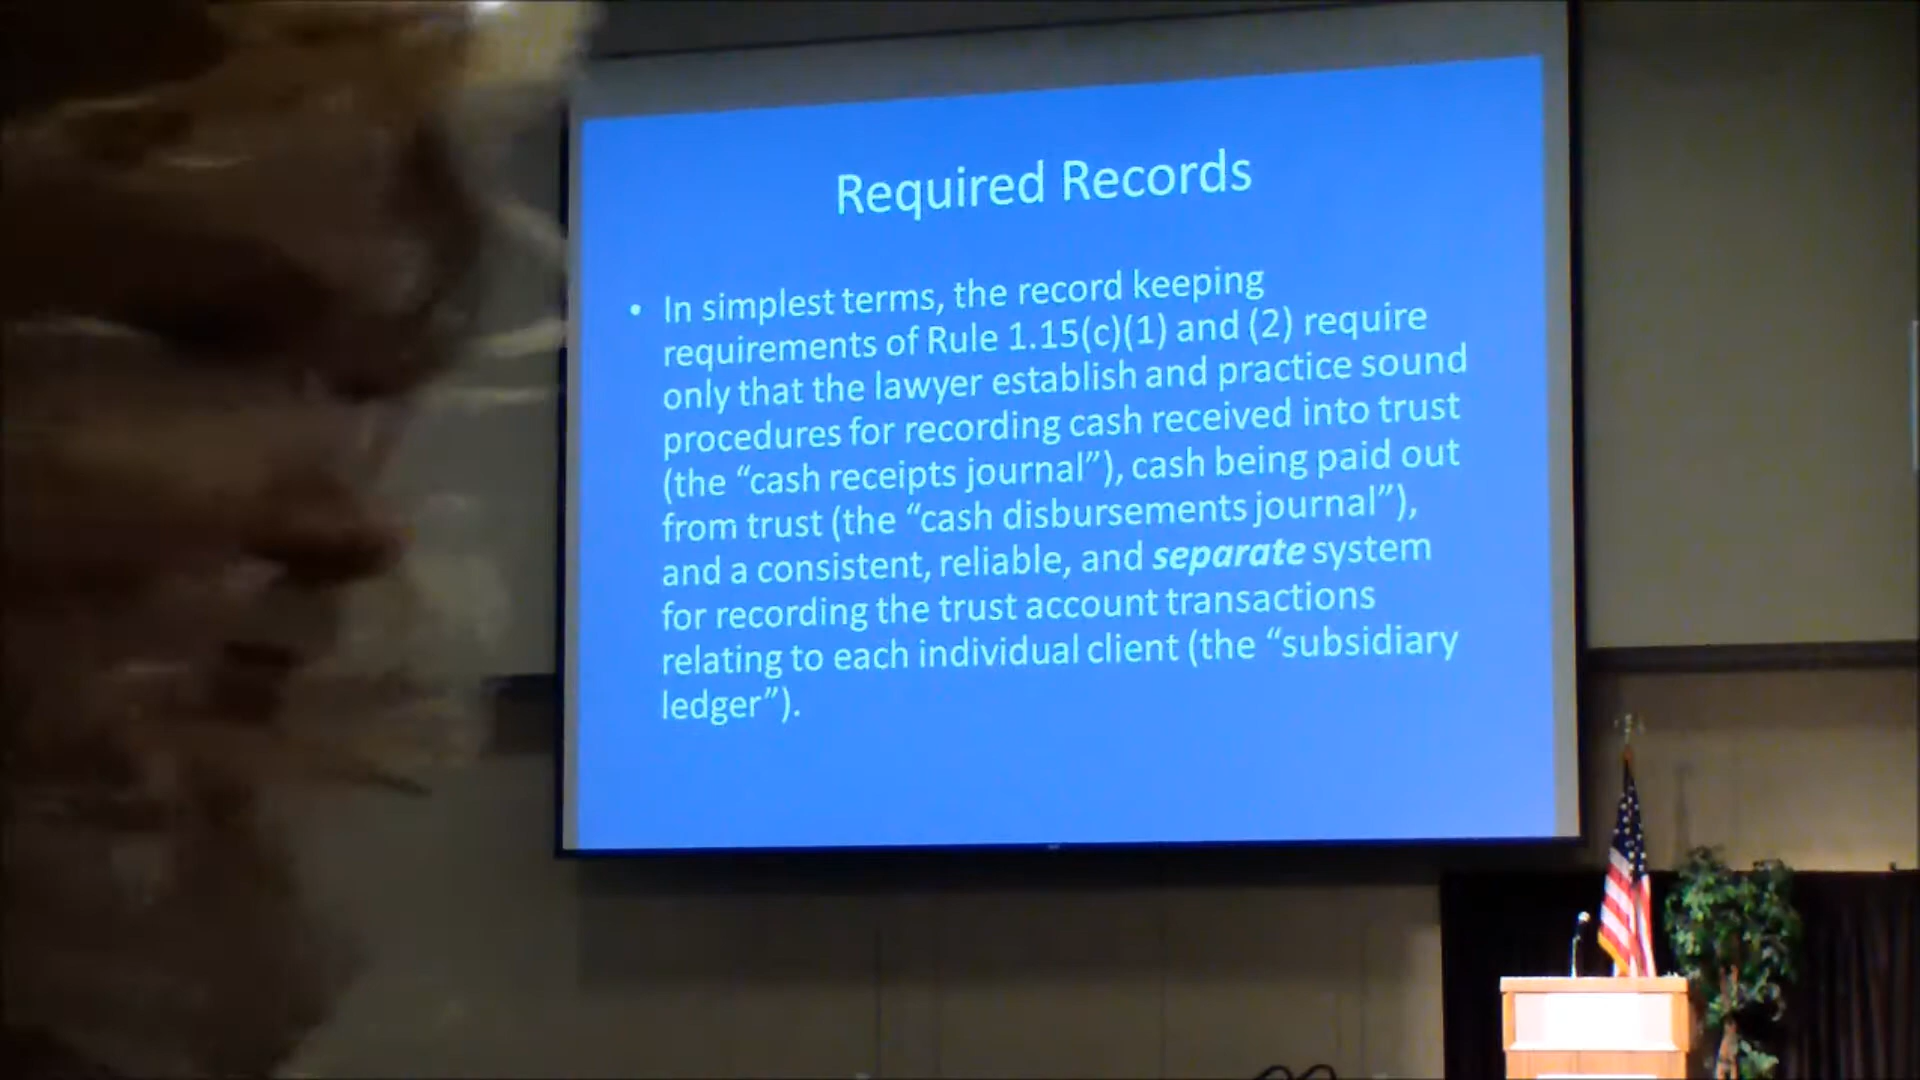 Required Records
• In simplest terms, the record keeping
requirements of Rule 1.15(c)(1) and (2) require
only that the lawyer establish and practice sound
procedures for recording cash received into trust
(the “cash receipts journal”), cash being paid out
from trust (the “cash disbursements journal”),
and a consistent, reliable, and separate system
for recording the trust account transactions
relating to each individual client (the “subsidiary
ledger”).